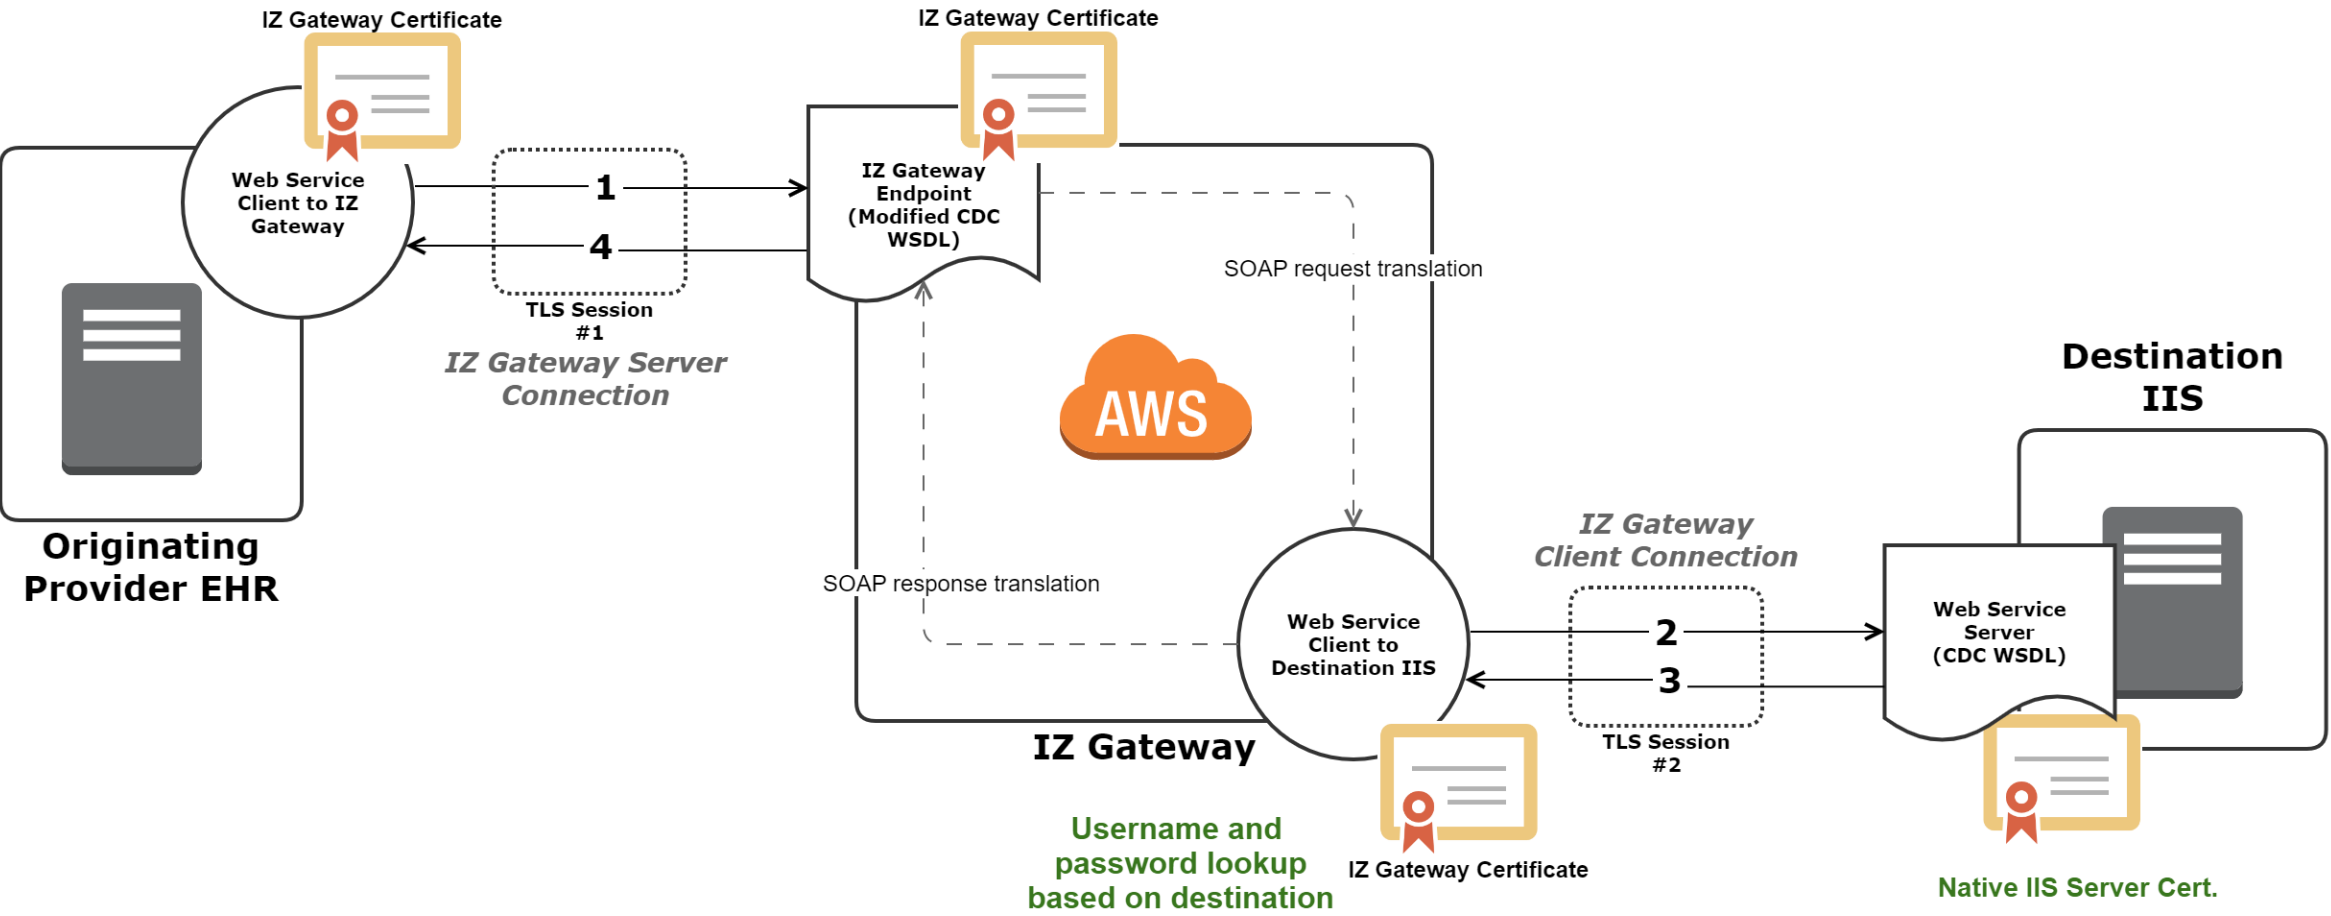 IZ Gateway Certificate
IZ Gateway Certificate
Web Service
Client to IZ
Gateway
1
4
TLS Session
#1
IZ Gateway Server
Connection
IZ Gateway
Endpoint
(Modified CDC
WSDL)
SOAP request translation
AWS
SOAP response translation
Originating
Provider EHR
Web Service
Client to
Destination IIS
IZ Gateway
Username and
password lookup
based on destination
IZ Gateway Certificate
IZ Gateway
Client Connection
2
3
TLS Session
#2
Destination
IIS
Web Service
Server
(CDC WSDL)
Native IIS Server Cert.